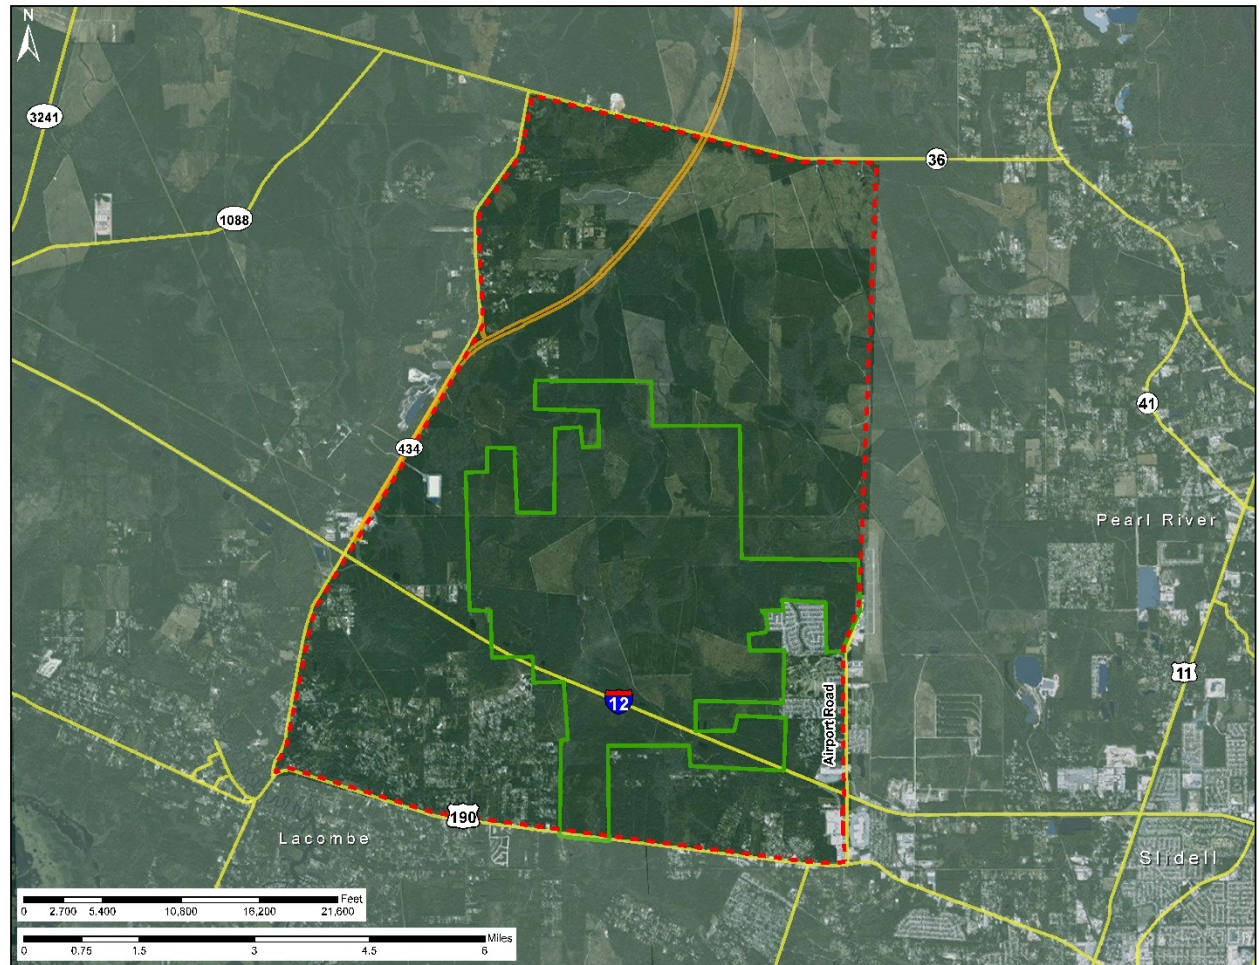 N
3241
36
1088
41
434
Pearl River
11
12
Airport Road
190
Lacombe
Slidell
Feet
0 2,700 5,400 10,800 16,200 21,600
Miles
0 0.75 1.5 3 4.5 6